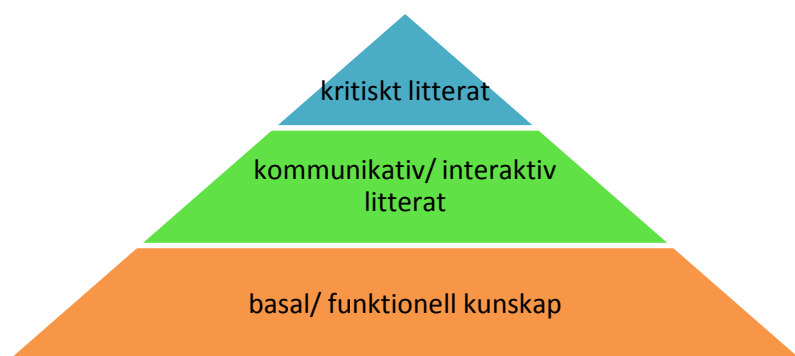 kritiskt litterat
kommunikativ/ interaktiv
litterat
basal/ funktionell kunskap